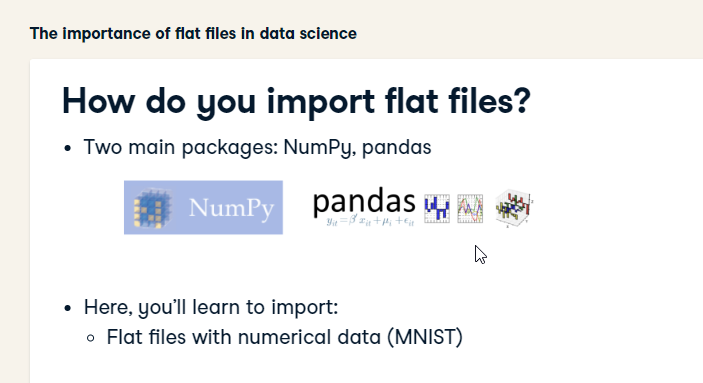 The importance of flat files in data science
How do you import flat files?
• Two main packages: NumPy, pandas
NumPy
pandas
• Here, you’ll learn to import:
◦ Flat files with numerical data (MNIST)